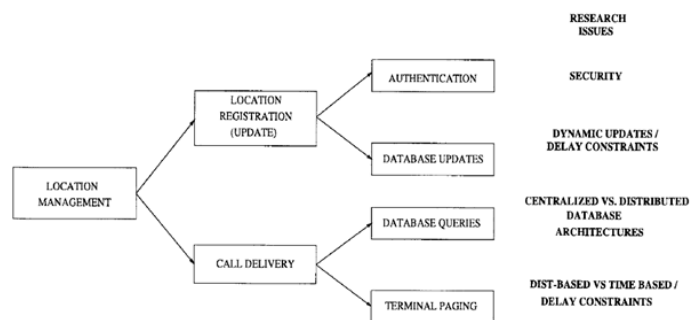 RESEARCH
ISSUES
AUTHENTICATION
SECURITY
LOCATION
REGISTRATION
(UPDATE)
DYNAMIC UPDATES /
DELAY CONSTRAINTS
DATABASE UPDATES
LOCATION
MANAGEMENT
CENTRALIZED VS. DISTRIBUTED
DATABASE
ARCHITECTURES
DATABASE QUERIES
CALL DELIVERY
DIST-BASED VS TIME BASED /
DELAY CONSTRAINTS
TERMINAL PAGING